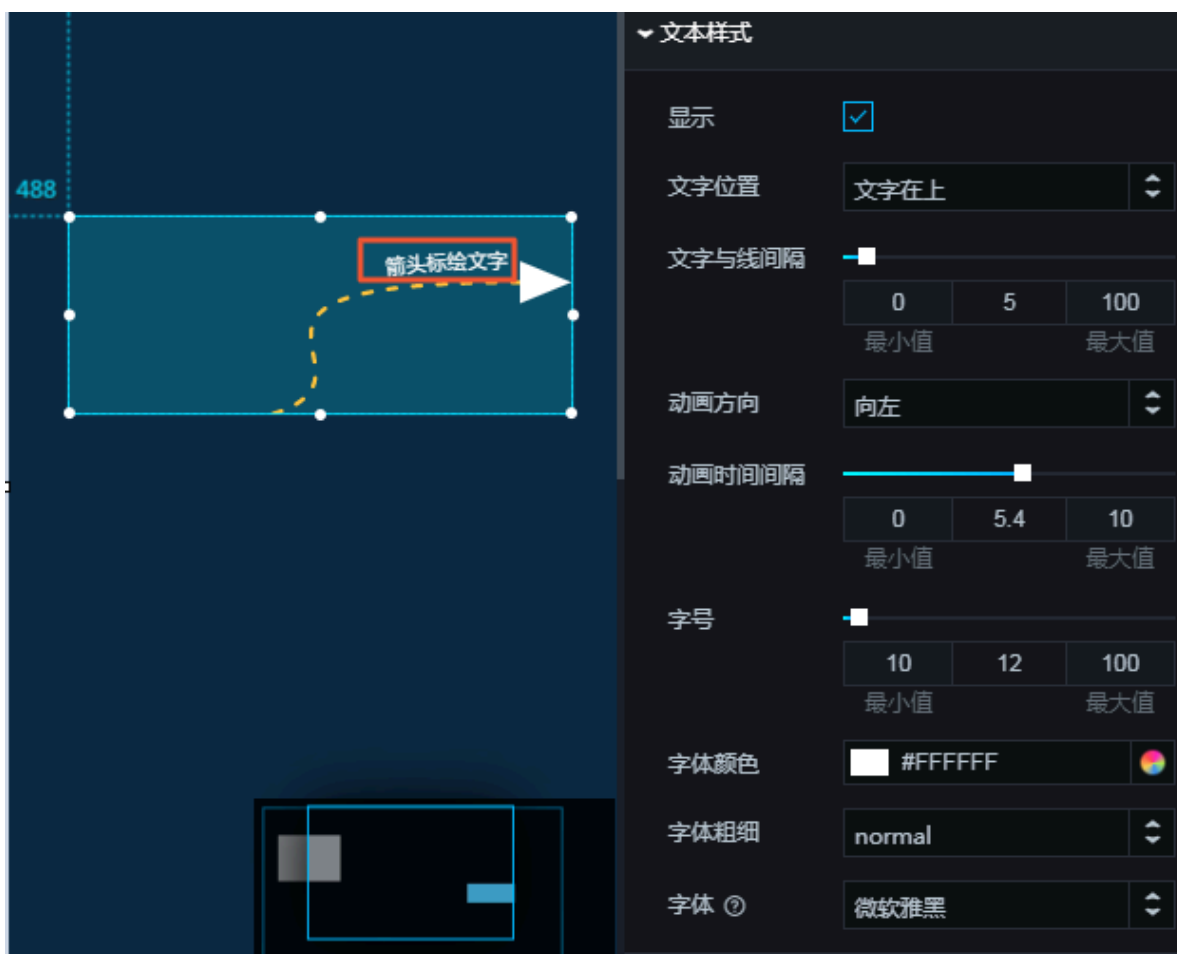 488
箭头标绘文字
文本样式
显示
文字位置 文字在上
文字与线间隔
0 5 100
最小值 最大值
动画方向 向左
动画时间间隔
0 5.4 10
最小值 最大值
字号
10 12 100
最小值 最大值
字体颜色 #FFFFFF
字体粗细 normal
字体 ? 微软雅黑